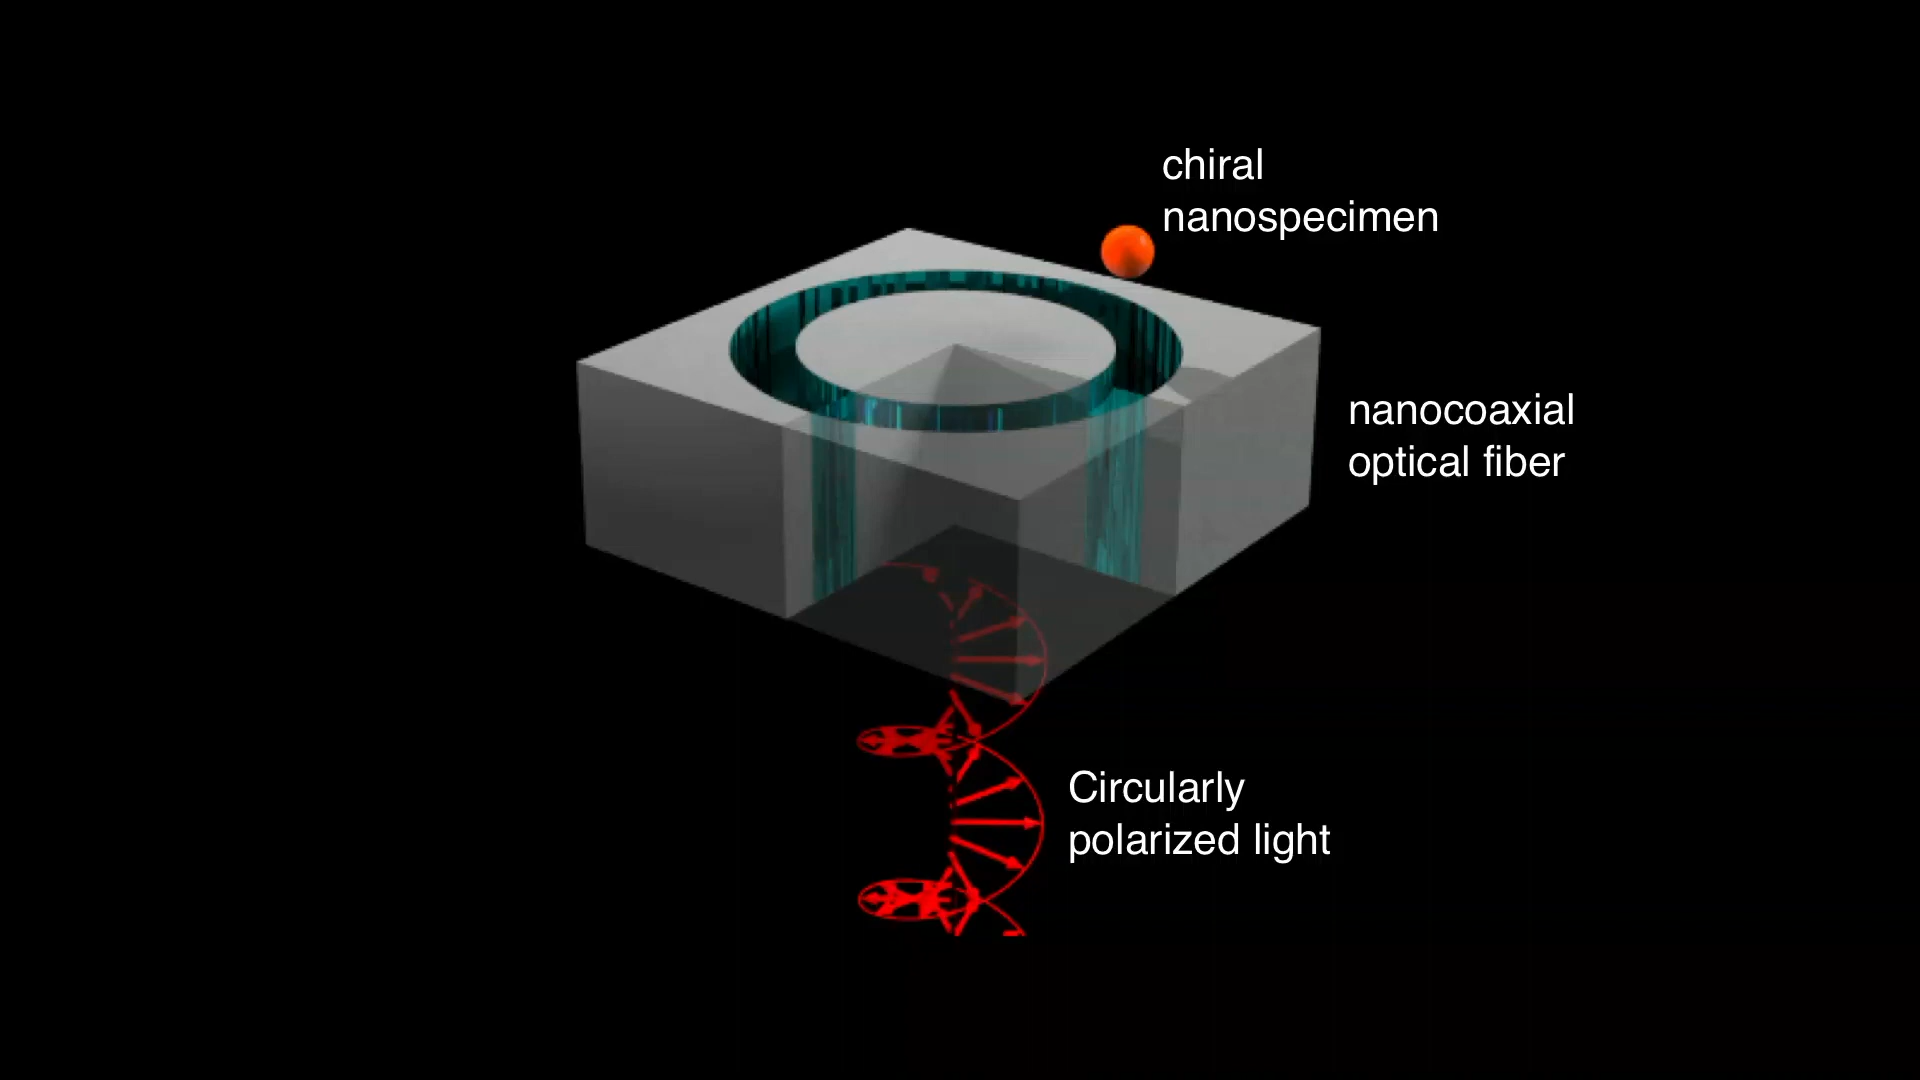 chiral
nanospecimen
nanocoaxial
optical fiber
Circularly
polarized light